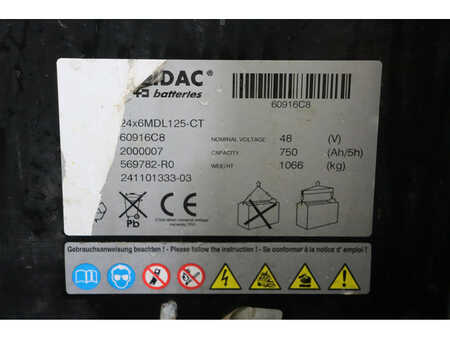 DAC®
batteries
60916C8
24x6MDL125-CT
60916C8 NOMINAL VOLTAGE 48 (V)
2000007 CAPACITY 750 (Ah/5h)
569782-R0 WEIGHT 1066 (kg)
241101333-03
Pb
Gebrauchsanweisung beachten ! - Please follow the instruction ! - Se conformer à la notice d' emploi !